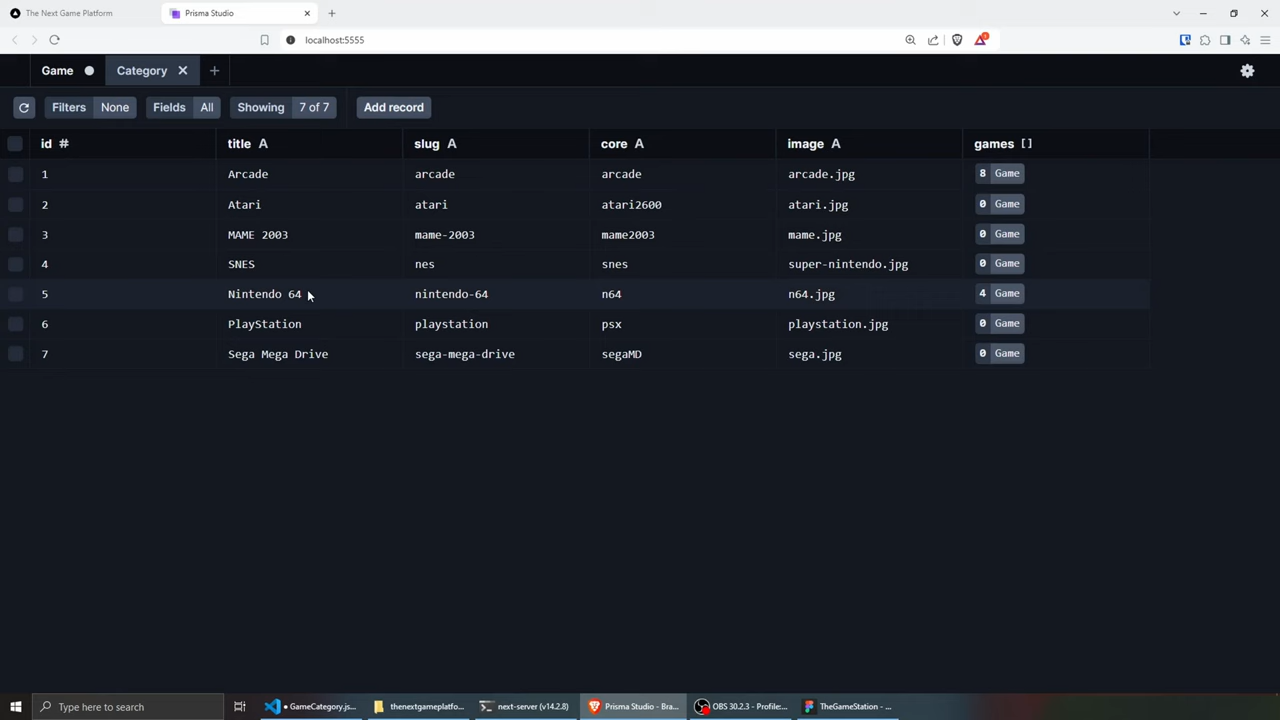 The Next Game Platform
Prisma Studio
localhost:5555
Game
Category
Filters None
Fields All
Showing 7 of 7
Add record
id #
title A
slug A
core A
image A
games []
1 Arcade arcade arcade arcade.jpg 8 Game
2 Atari atari atari2600 atari.jpg 0 Game
3 MAME 2003 mame-2003 mame2003 mame.jpg 0 Game
4 SNES nes snes super-nintendo.jpg 0 Game
5 Nintendo 64 nintendo-64 n64 n64.jpg 4 Game
6 PlayStation playstation psx playstation.jpg 0 Game
7 Sega Mega Drive sega-mega-drive segaMD sega.jpg 0 Game
Type here to search
• GameCategory.js...
thenextgameplatfo...
next-server (v14.2.8)
Prisma Studio - Bra...
OBS 30.2.3 - Profile:...
TheGameStation - ...